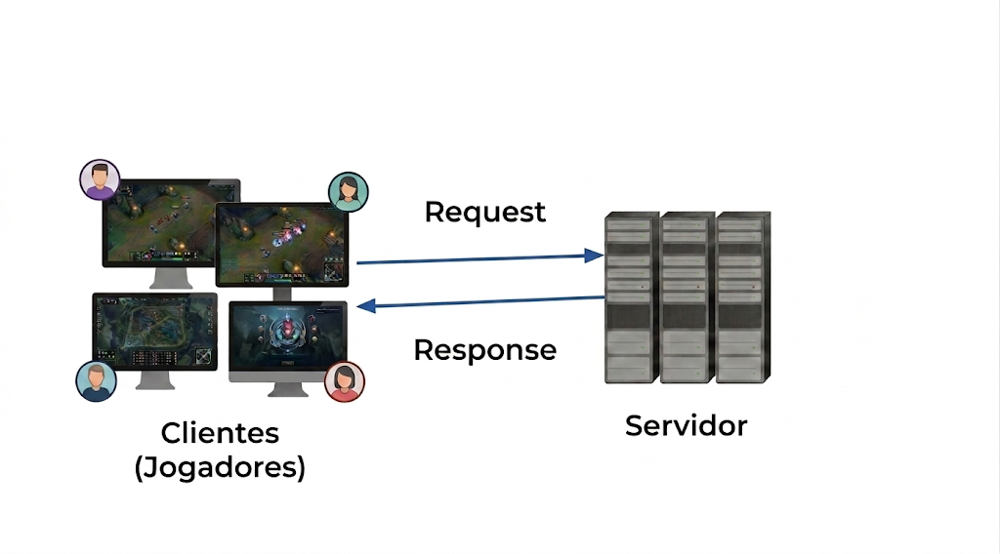 Request
Response
Clientes
(Jogadores)
Servidor